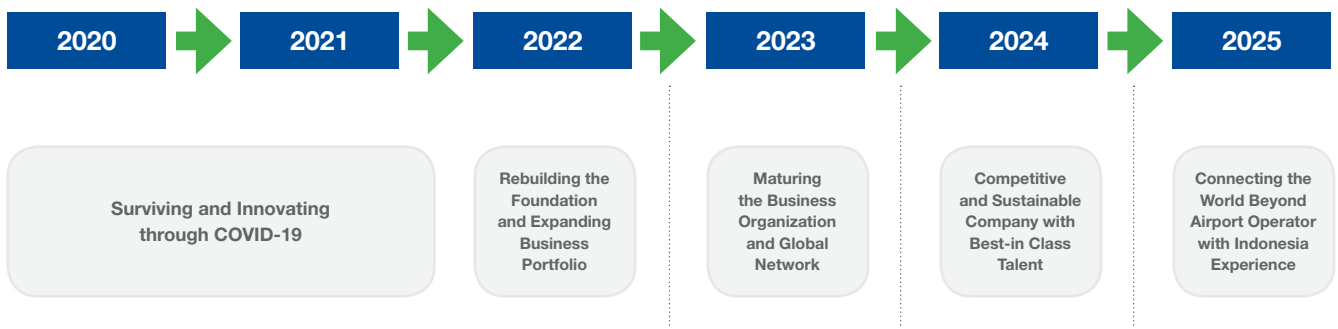 2020
2021
2022
2023
2024
2025
Surviving and Innovating
through COVID-19
Rebuilding the
Foundation
and Expanding
Business
Portfolio
Maturing
the Business
Organization
and Global
Network
Competitive
and Sustainable
Company with
Best-in Class
Talent
Connecting the
World Beyond
Airport Operator
with Indonesia
Experience